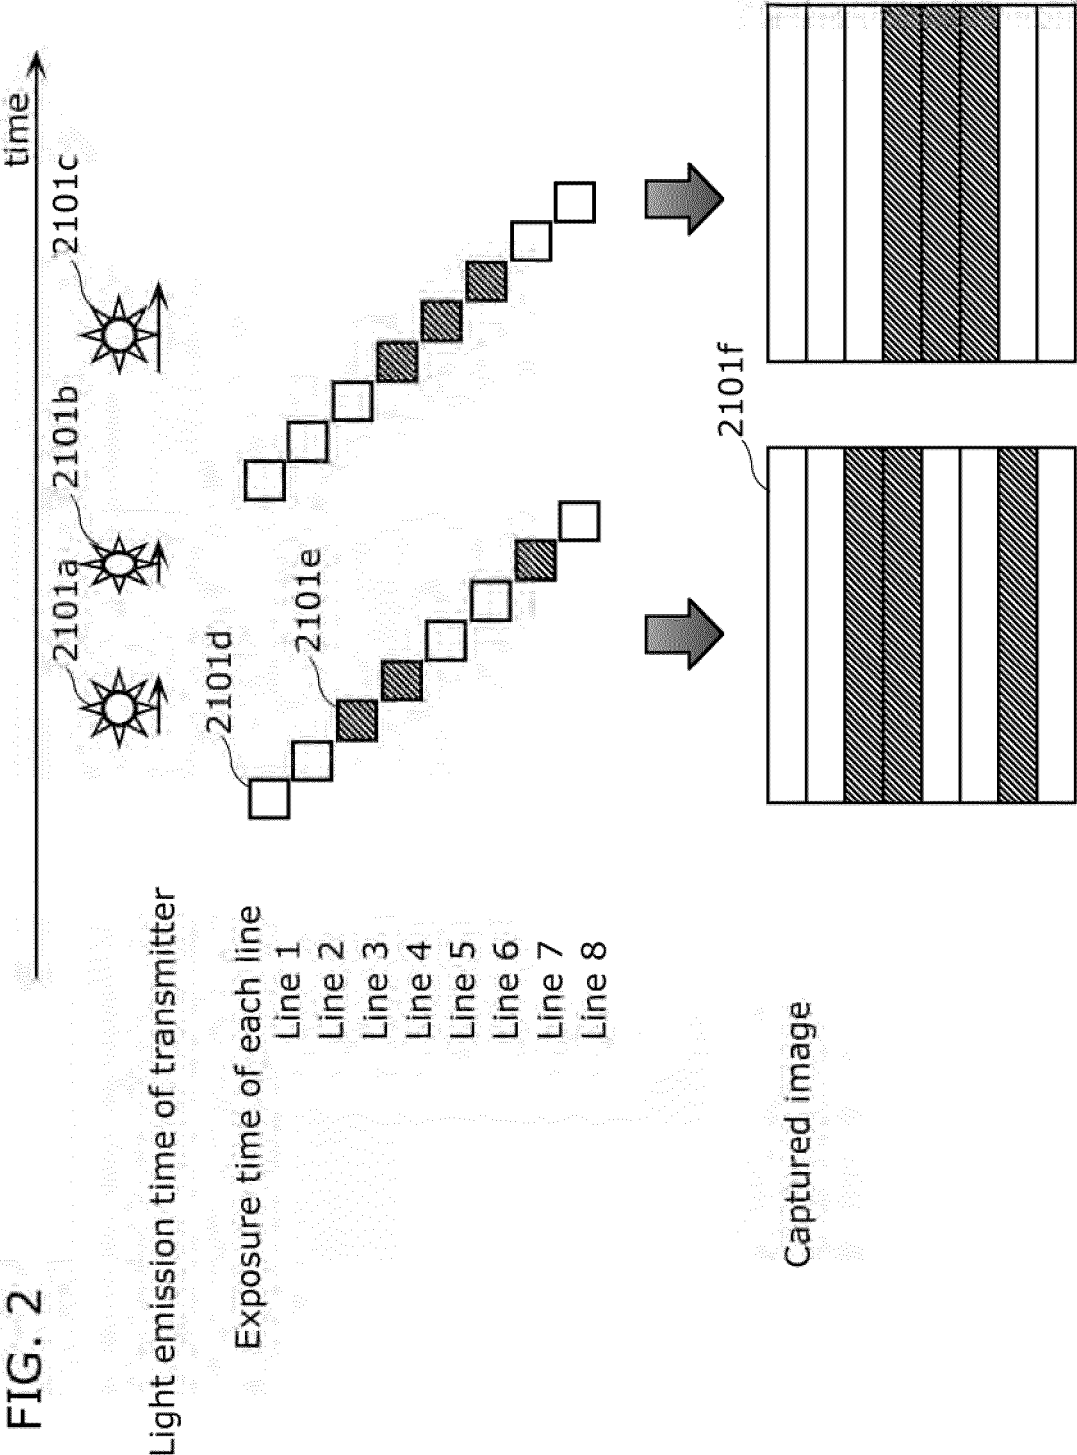 FIG. 2
time
Light emission time of transmitter
2101a
2101b
2101c
Exposure time of each line
2101d
2101e
Line 1
Line 2
Line 3
Line 4
Line 5
Line 6
Line 7
Line 8
Captured image
2101f